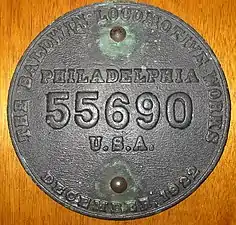 THE BALDWIN LOCOMOTIVE WORKS
PHILADELPHIA
55690
U.S.A.
DECEMBER, 1922